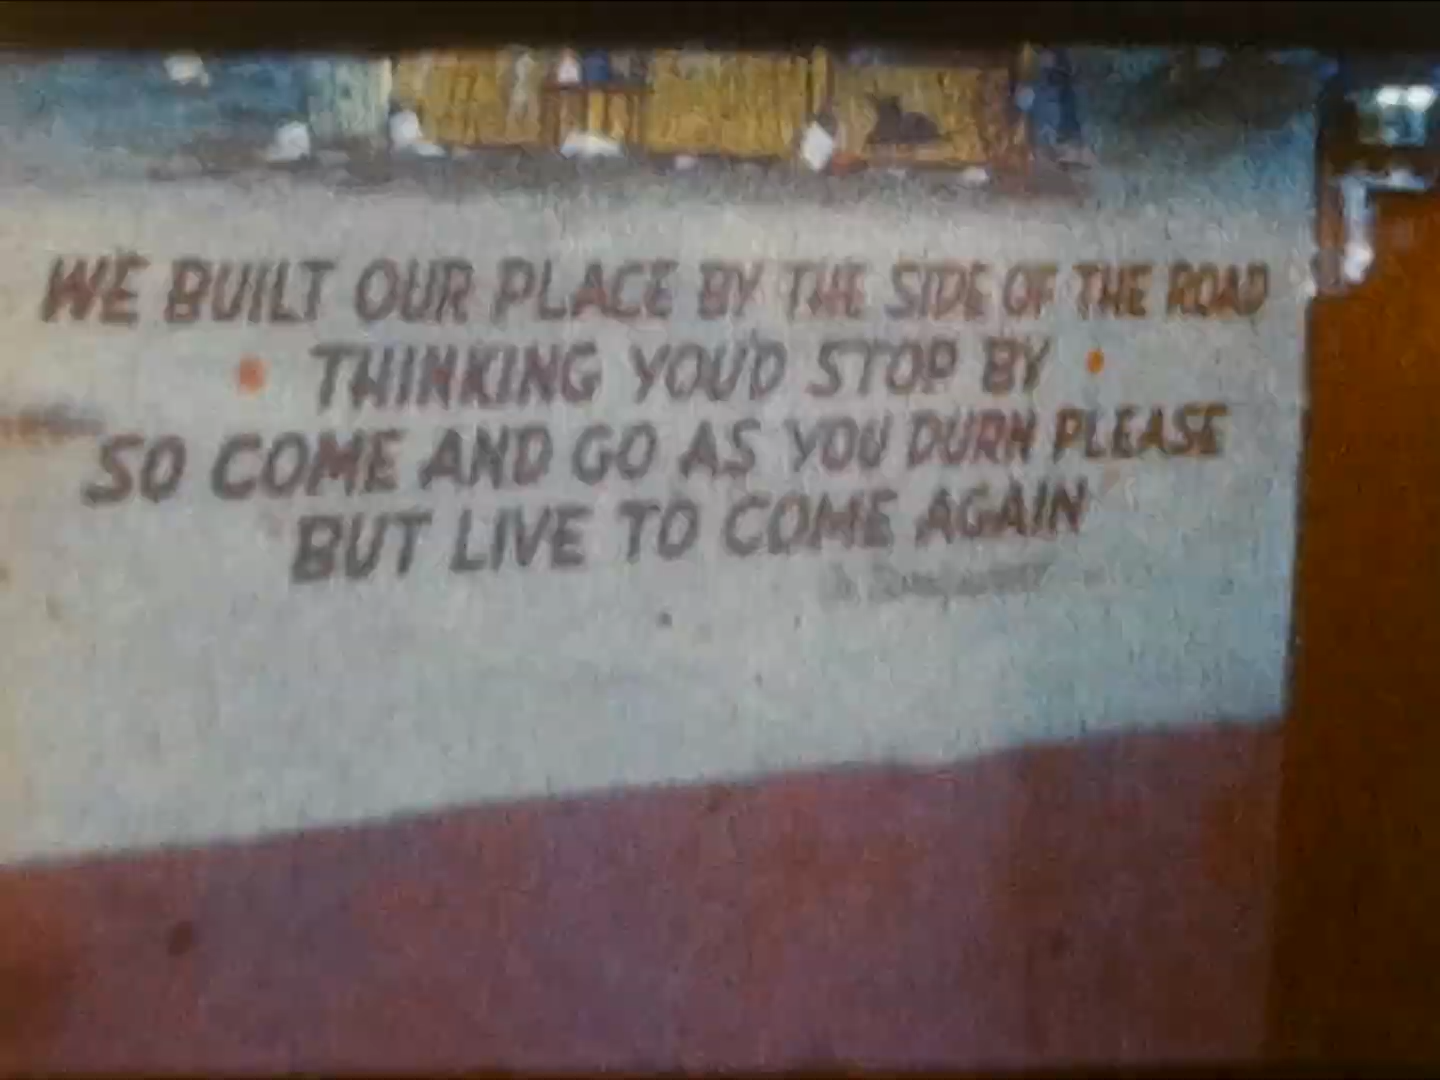 WE BUILT OUR PLACE BY THE SIDE OF THE ROAD
• THINKING YOU'D STOP BY •
SO COME AND GO AS YOU DURN PLEASE
BUT LIVE TO COME AGAIN